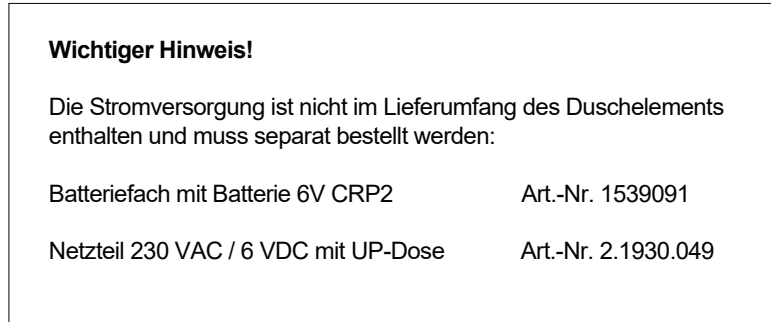 Wichtiger Hinweis!
Die Stromversorgung ist nicht im Lieferumfang des Duschelements
enthalten und muss separat bestellt werden:
Batteriefach mit Batterie 6V CRP2 Art.-Nr. 1539091
Netzteil 230 VAC / 6 VDC mit UP-Dose Art.-Nr. 2.1930.049